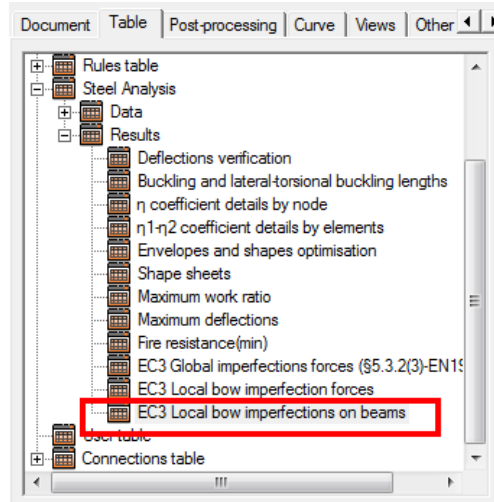 Document Table Post-processing Curve Views Other
Rules table
Steel Analysis
Data
Results
Deflections verification
Buckling and lateral-torsional buckling lengths
η coefficient details by node
η1-η2 coefficient details by elements
Envelopes and shapes optimisation
Shape sheets
Maximum work ratio
Maximum deflections
Fire resistance(min)
EC3 Global imperfections forces (§5.3.2(3)-EN19
EC3 Local bow imperfection forces
EC3 Local bow imperfections on beams
User table
Connections table